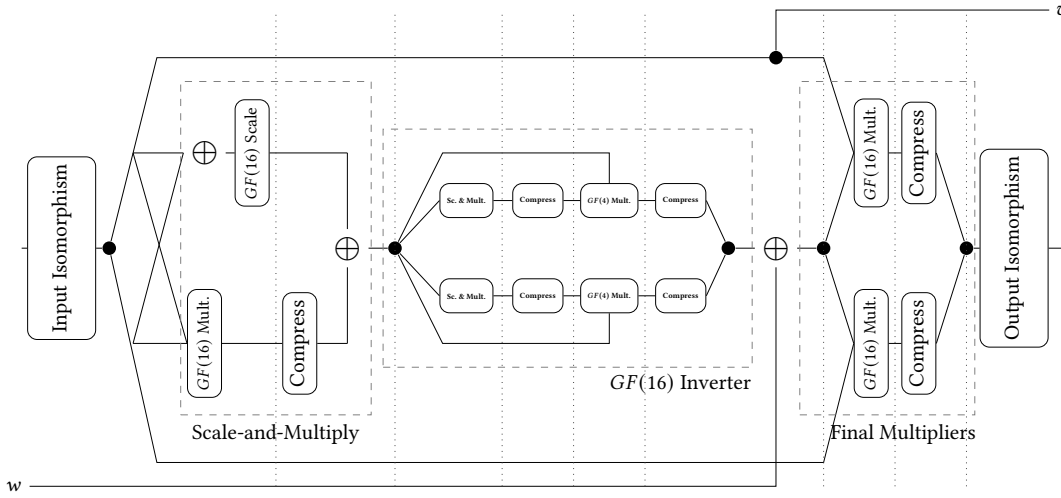 Input Isomorphism
GF(16) Scale
GF(16) Mult.
Compress
Scale-and-Multiply
Sc. & Mult.
Compress
GF(4) Mult.
Compress
Sc. & Mult.
Compress
GF(4) Mult.
Compress
GF(16) Inverter
GF(16) Mult.
Compress
GF(16) Mult.
Compress
Final Multipliers
Output Isomorphism
w